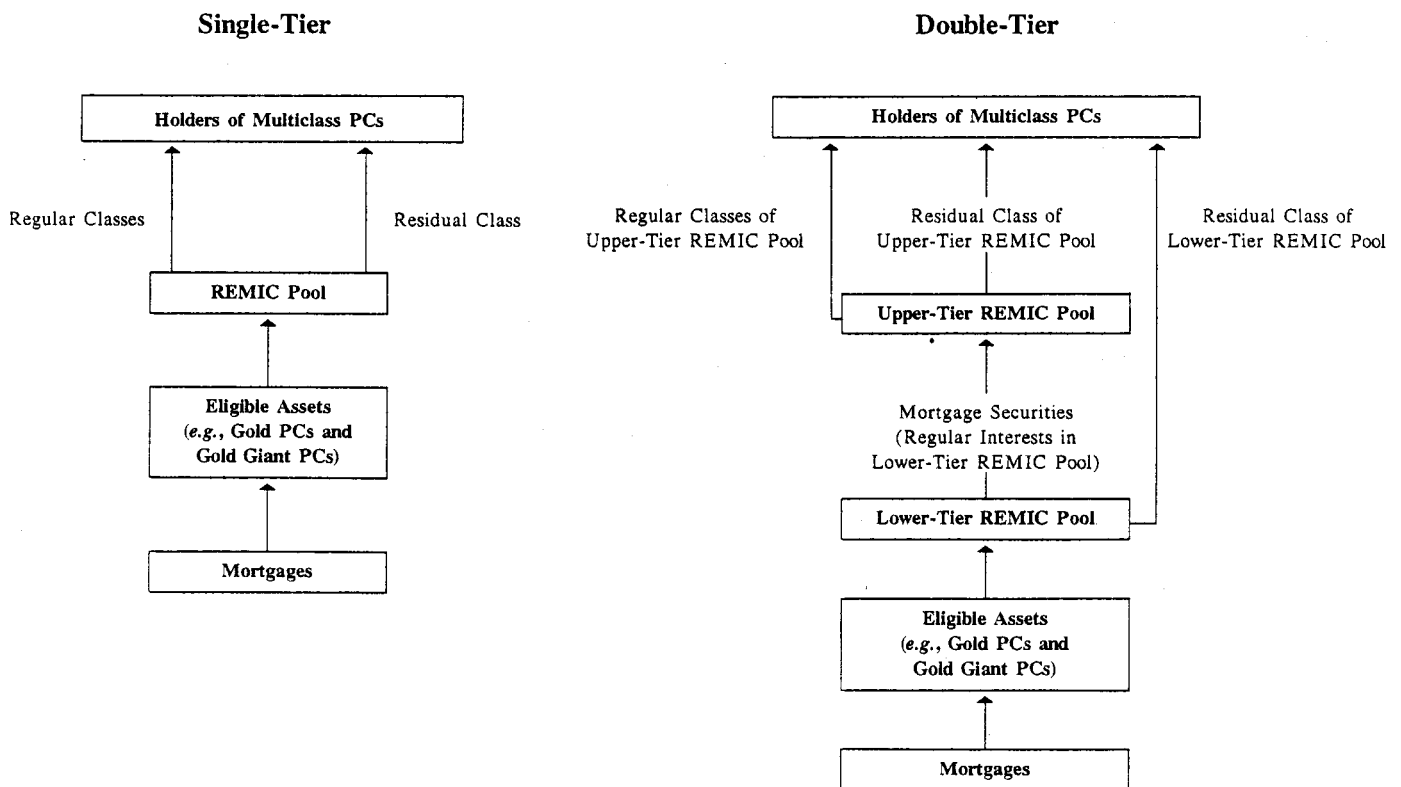 Single-Tier
Holders of Multiclass PCs
Regular Classes
Residual Class
REMIC Pool
Eligible Assets
(e.g., Gold PCs and
Gold Giant PCs)
Mortgages
Double-Tier
Holders of Multiclass PCs
Regular Classes of
Upper-Tier REMIC Pool
Residual Class of
Upper-Tier REMIC Pool
Residual Class of
Lower-Tier REMIC Pool
Upper-Tier REMIC Pool
Mortgage Securities
(Regular Interests in
Lower-Tier REMIC Pool)
Lower-Tier REMIC Pool
Eligible Assets
(e.g., Gold PCs and
Gold Giant PCs)
Mortgages